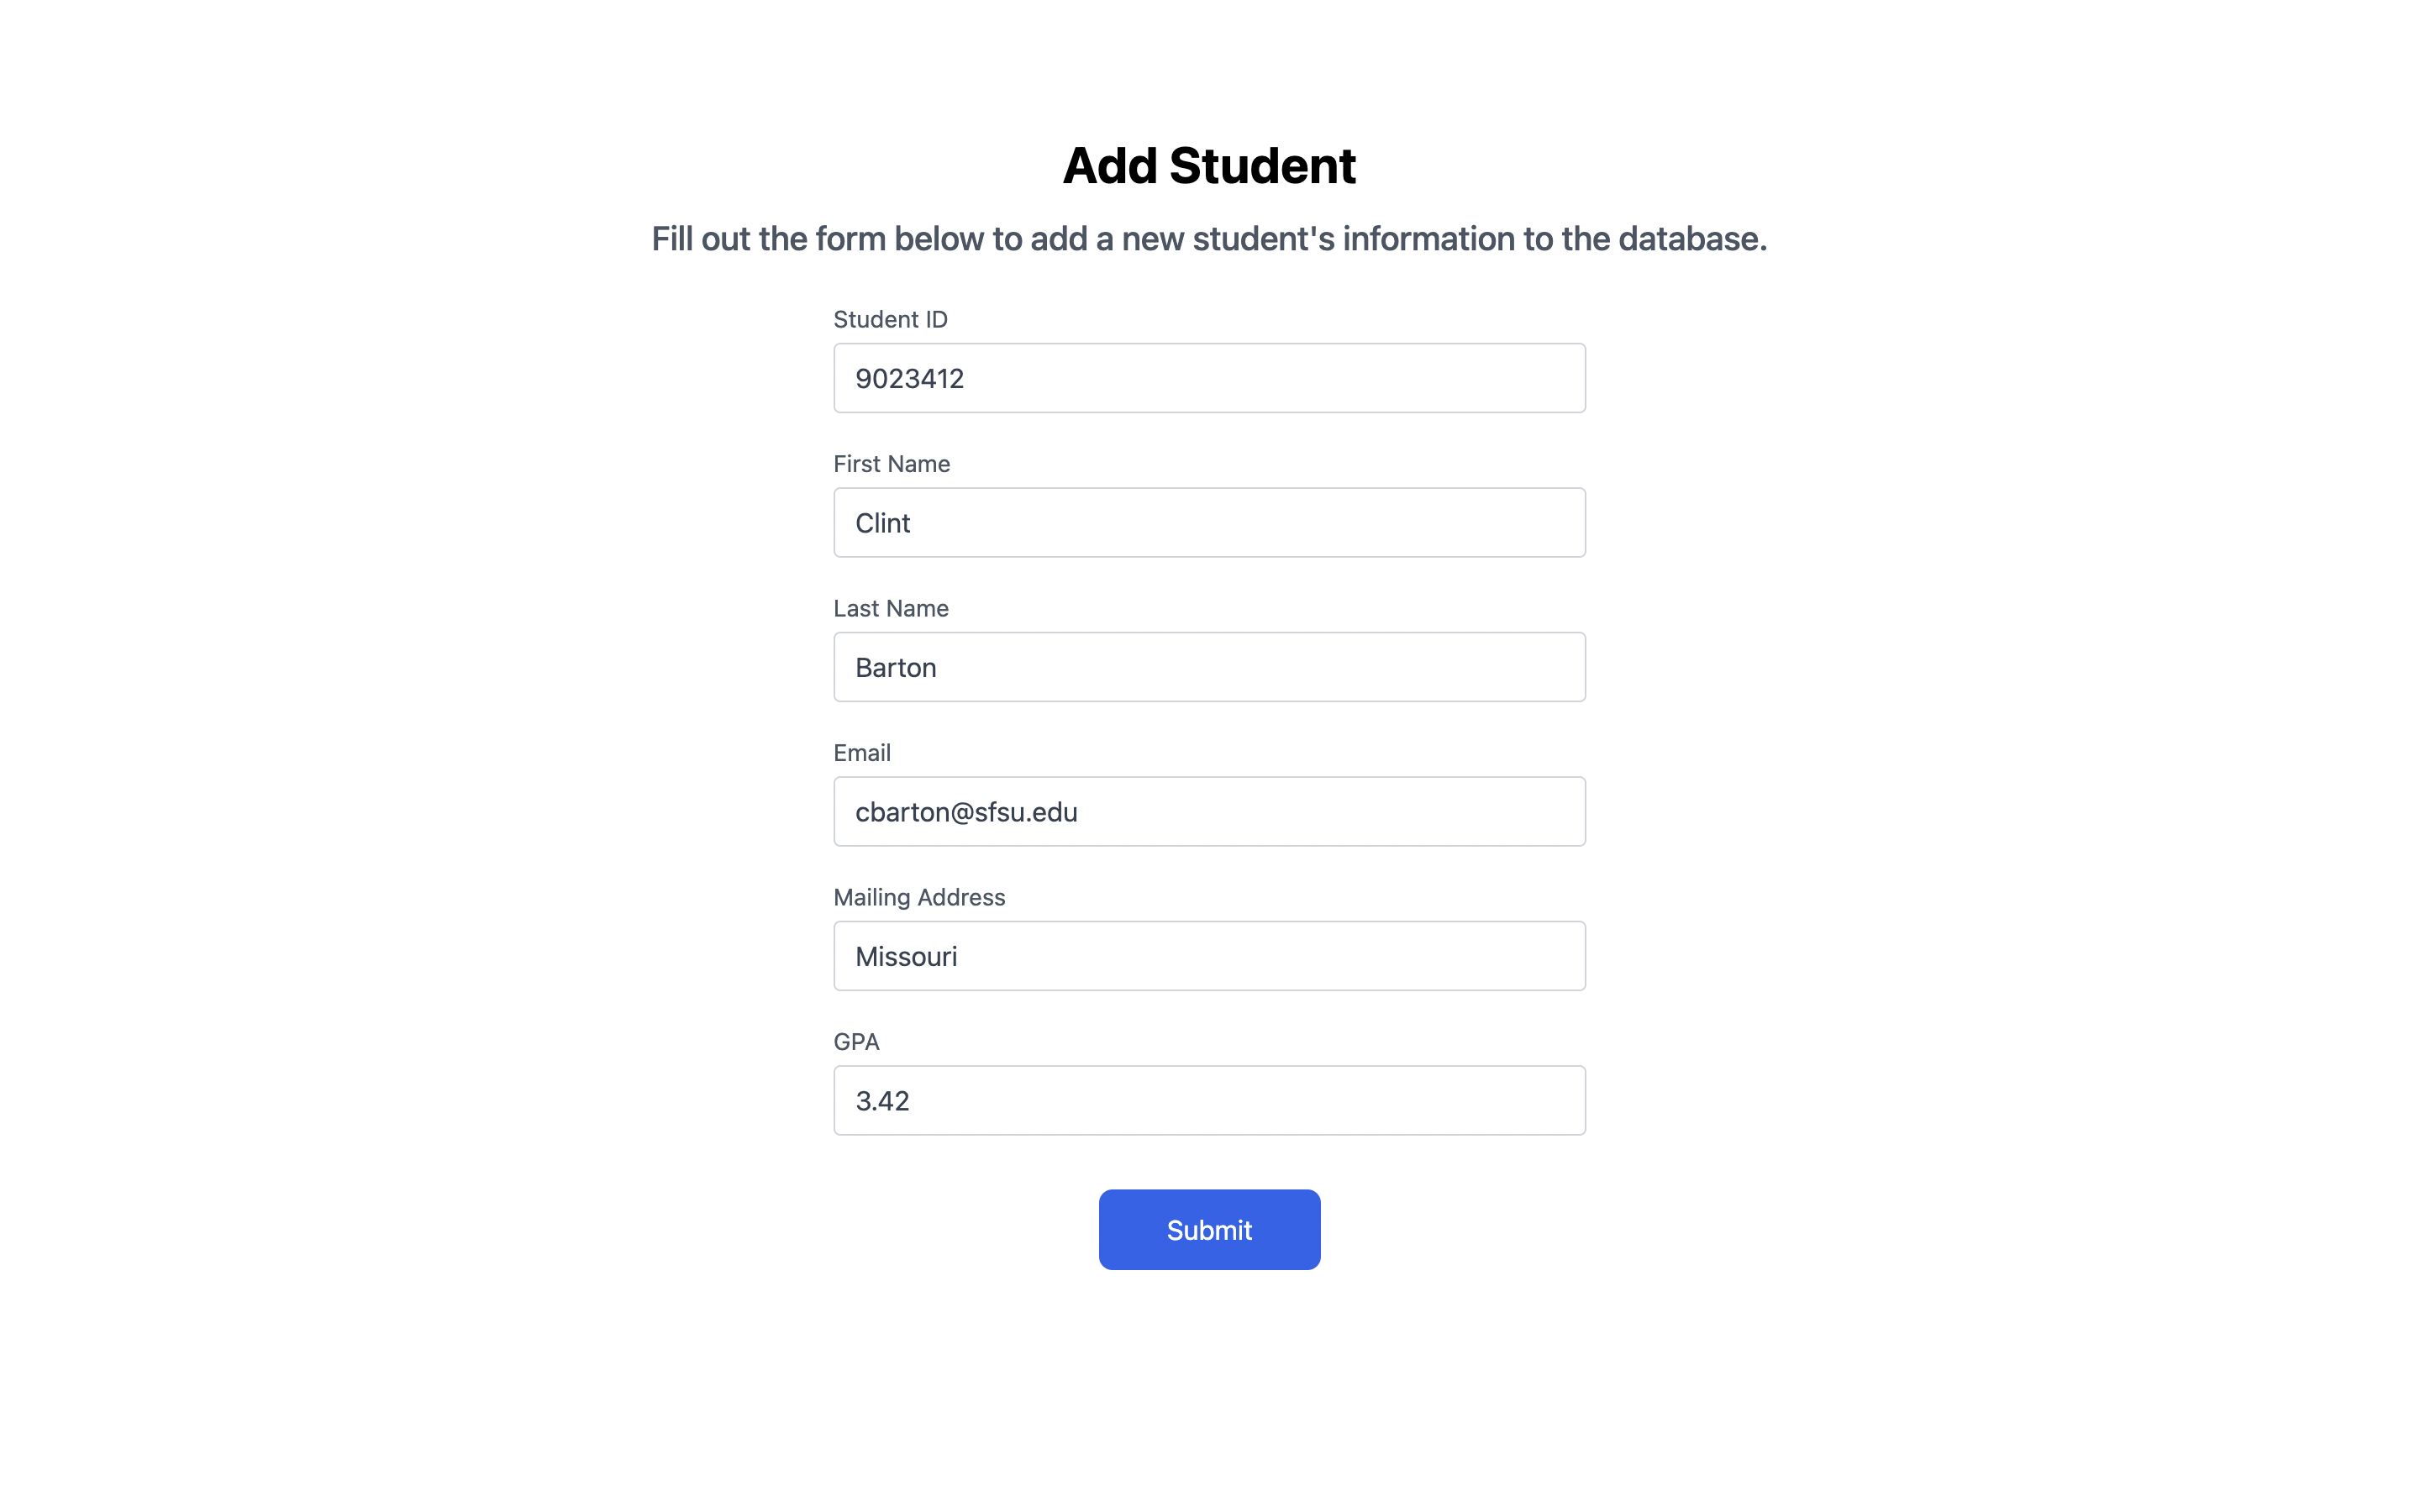 Add Student
Fill out the form below to add a new student's information to the database.
Student ID
9023412
First Name
Clint
Last Name
Barton
Email
cbarton@sfsu.edu
Mailing Address
Missouri
GPA
3.42
Submit